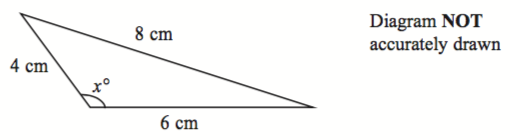 8 cm
Diagram NOT
accurately drawn
4 cm
x°
6 cm